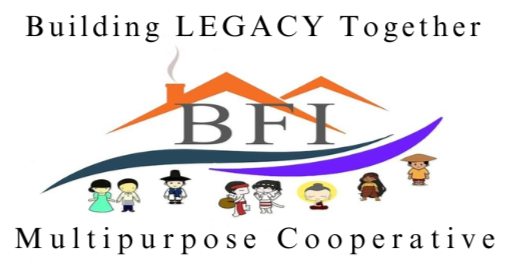 Building LEGACY Together
BFI
Multipurpose Cooperative